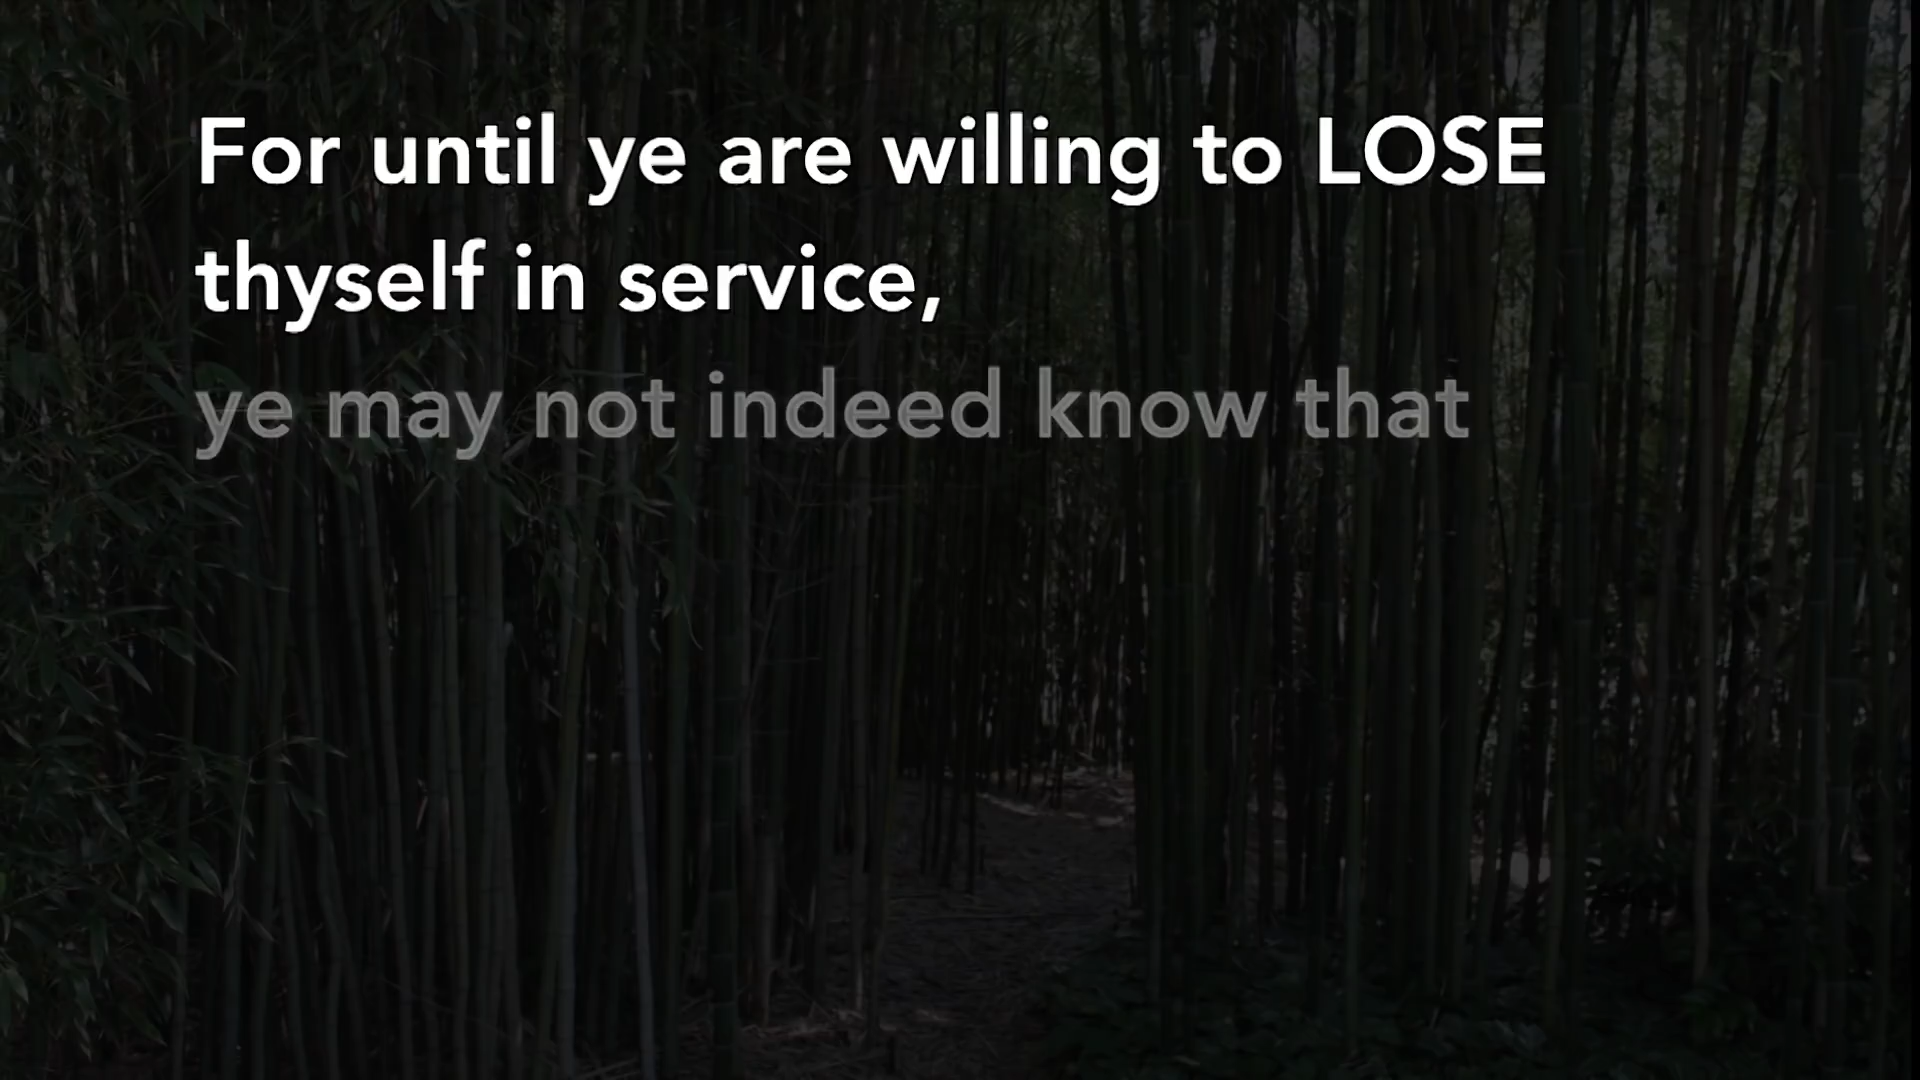 For until ye are willing to LOSE
thyself in service,
ye may not indeed know that